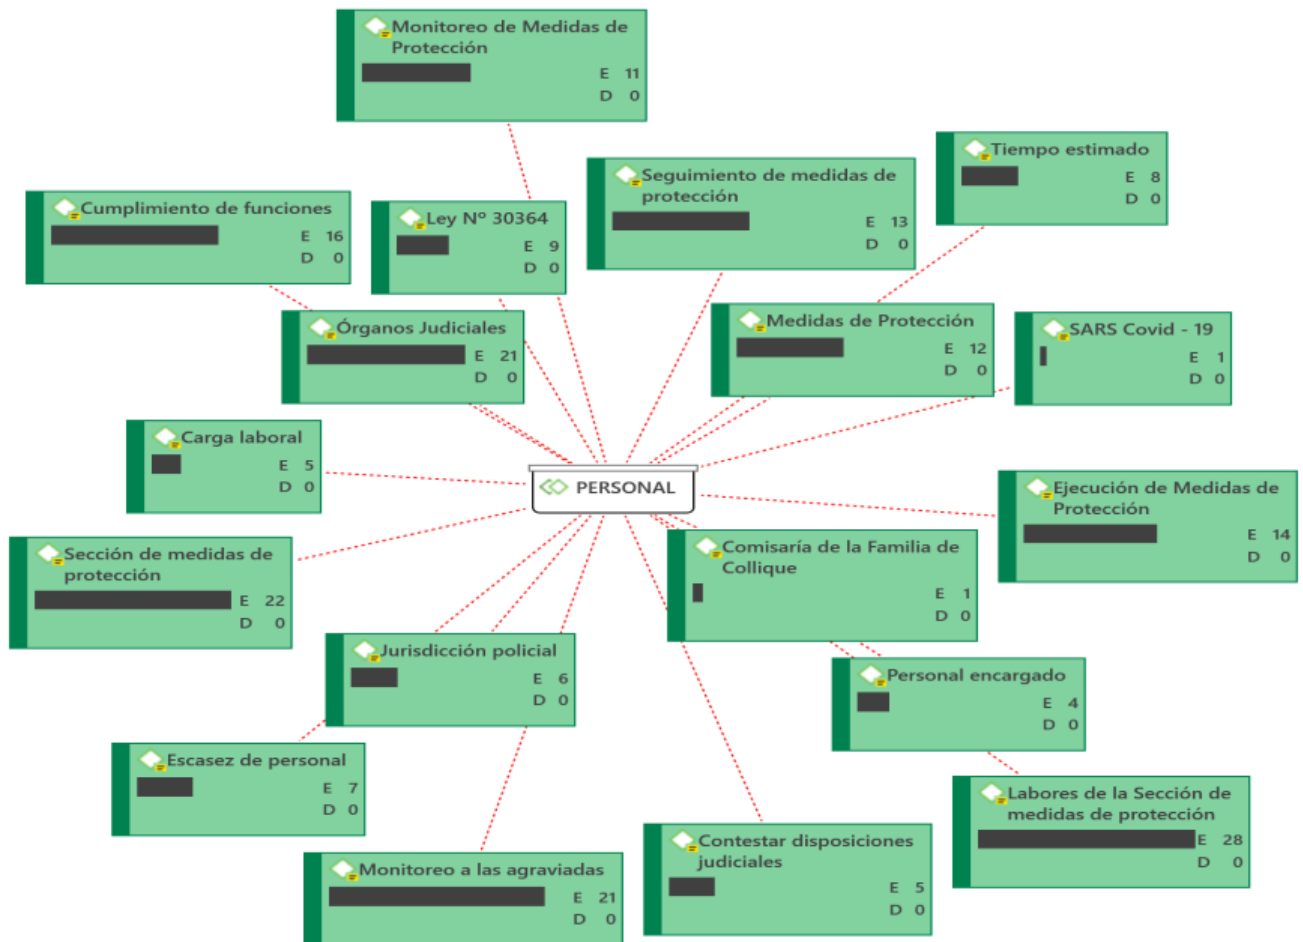 Monitoreo de Medidas de
Protección
E 11
D 0
Tiempo estimado
E 8
D 0
Seguimiento de medidas de
protección
E 13
D 0
Cumplimiento de funciones
E 16
D 0
Ley Nº 30364
E 9
D 0
Órganos Judiciales
E 21
D 0
Medidas de Protección
E 12
D 0
SARS Covid - 19
E 1
D 0
Carga laboral
E 5
D 0
PERSONAL
Ejecución de Medidas de
Protección
E 14
D 0
Sección de medidas de
protección
E 22
D 0
Comisaría de la Familia de
Collique
E 1
D 0
Jurisdicción policial
E 6
D 0
Personal encargado
E 4
D 0
Escasez de personal
E 7
D 0
Labores de la Sección de
medidas de protección
E 28
D 0
Contestar disposiciones
judiciales
E 5
D 0
Monitoreo a las agraviadas
E 21
D 0